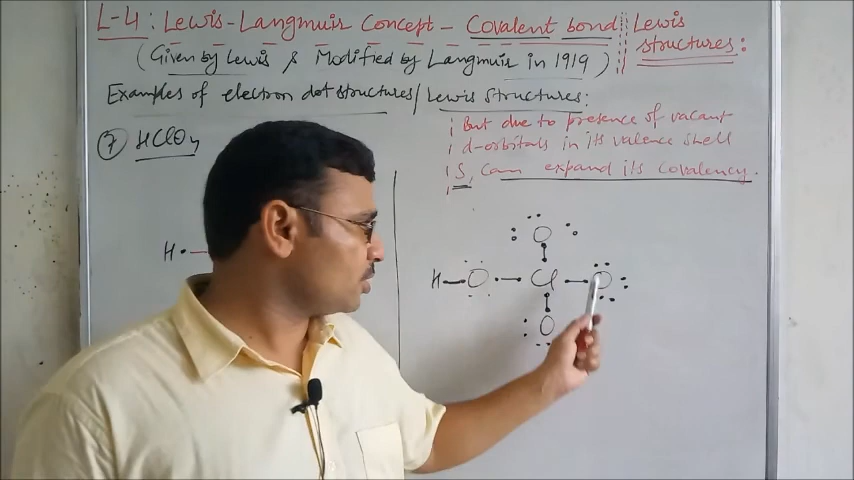 L-4: Lewis-Langmuir Concept - Covalent bond
Lewis structures:
(Given by Lewis & Modified by Langmuir in 1919)
Examples of electron dot structures/Lewis Structures:
But due to presence of vacant
d-orbitals in its valence shell
S, can expand its covalency.
⑦ HClO4
O
H
H-O-Cl-O
O